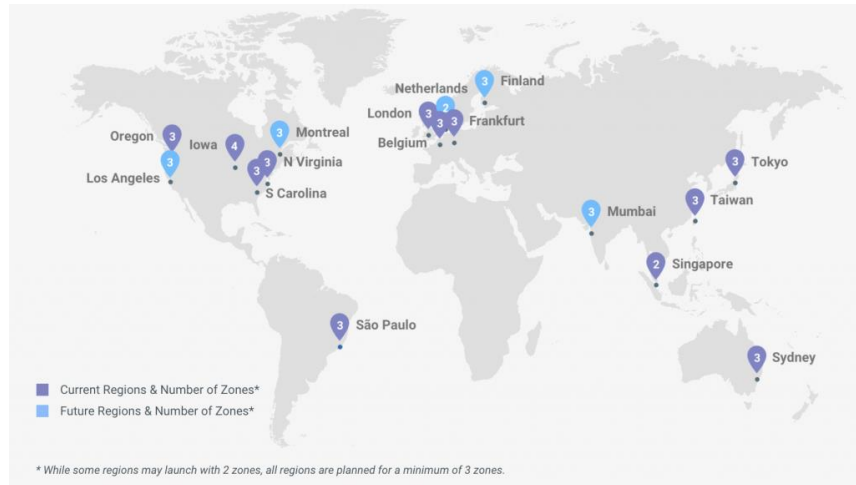 3 Finland
Netherlands
2
London 3
3 Frankfurt
3
Belgium
Oregon 3
Iowa 4
3 Montreal
3 N Virginia
3
Los Angeles
3
S Carolina
3 Tokyo
3 Taiwan
3 Mumbai
2 Singapore
3 São Paulo
3 Sydney
Current Regions & Number of Zones*
Future Regions & Number of Zones*
* While some regions may launch with 2 zones, all regions are planned for a minimum of 3 zones.